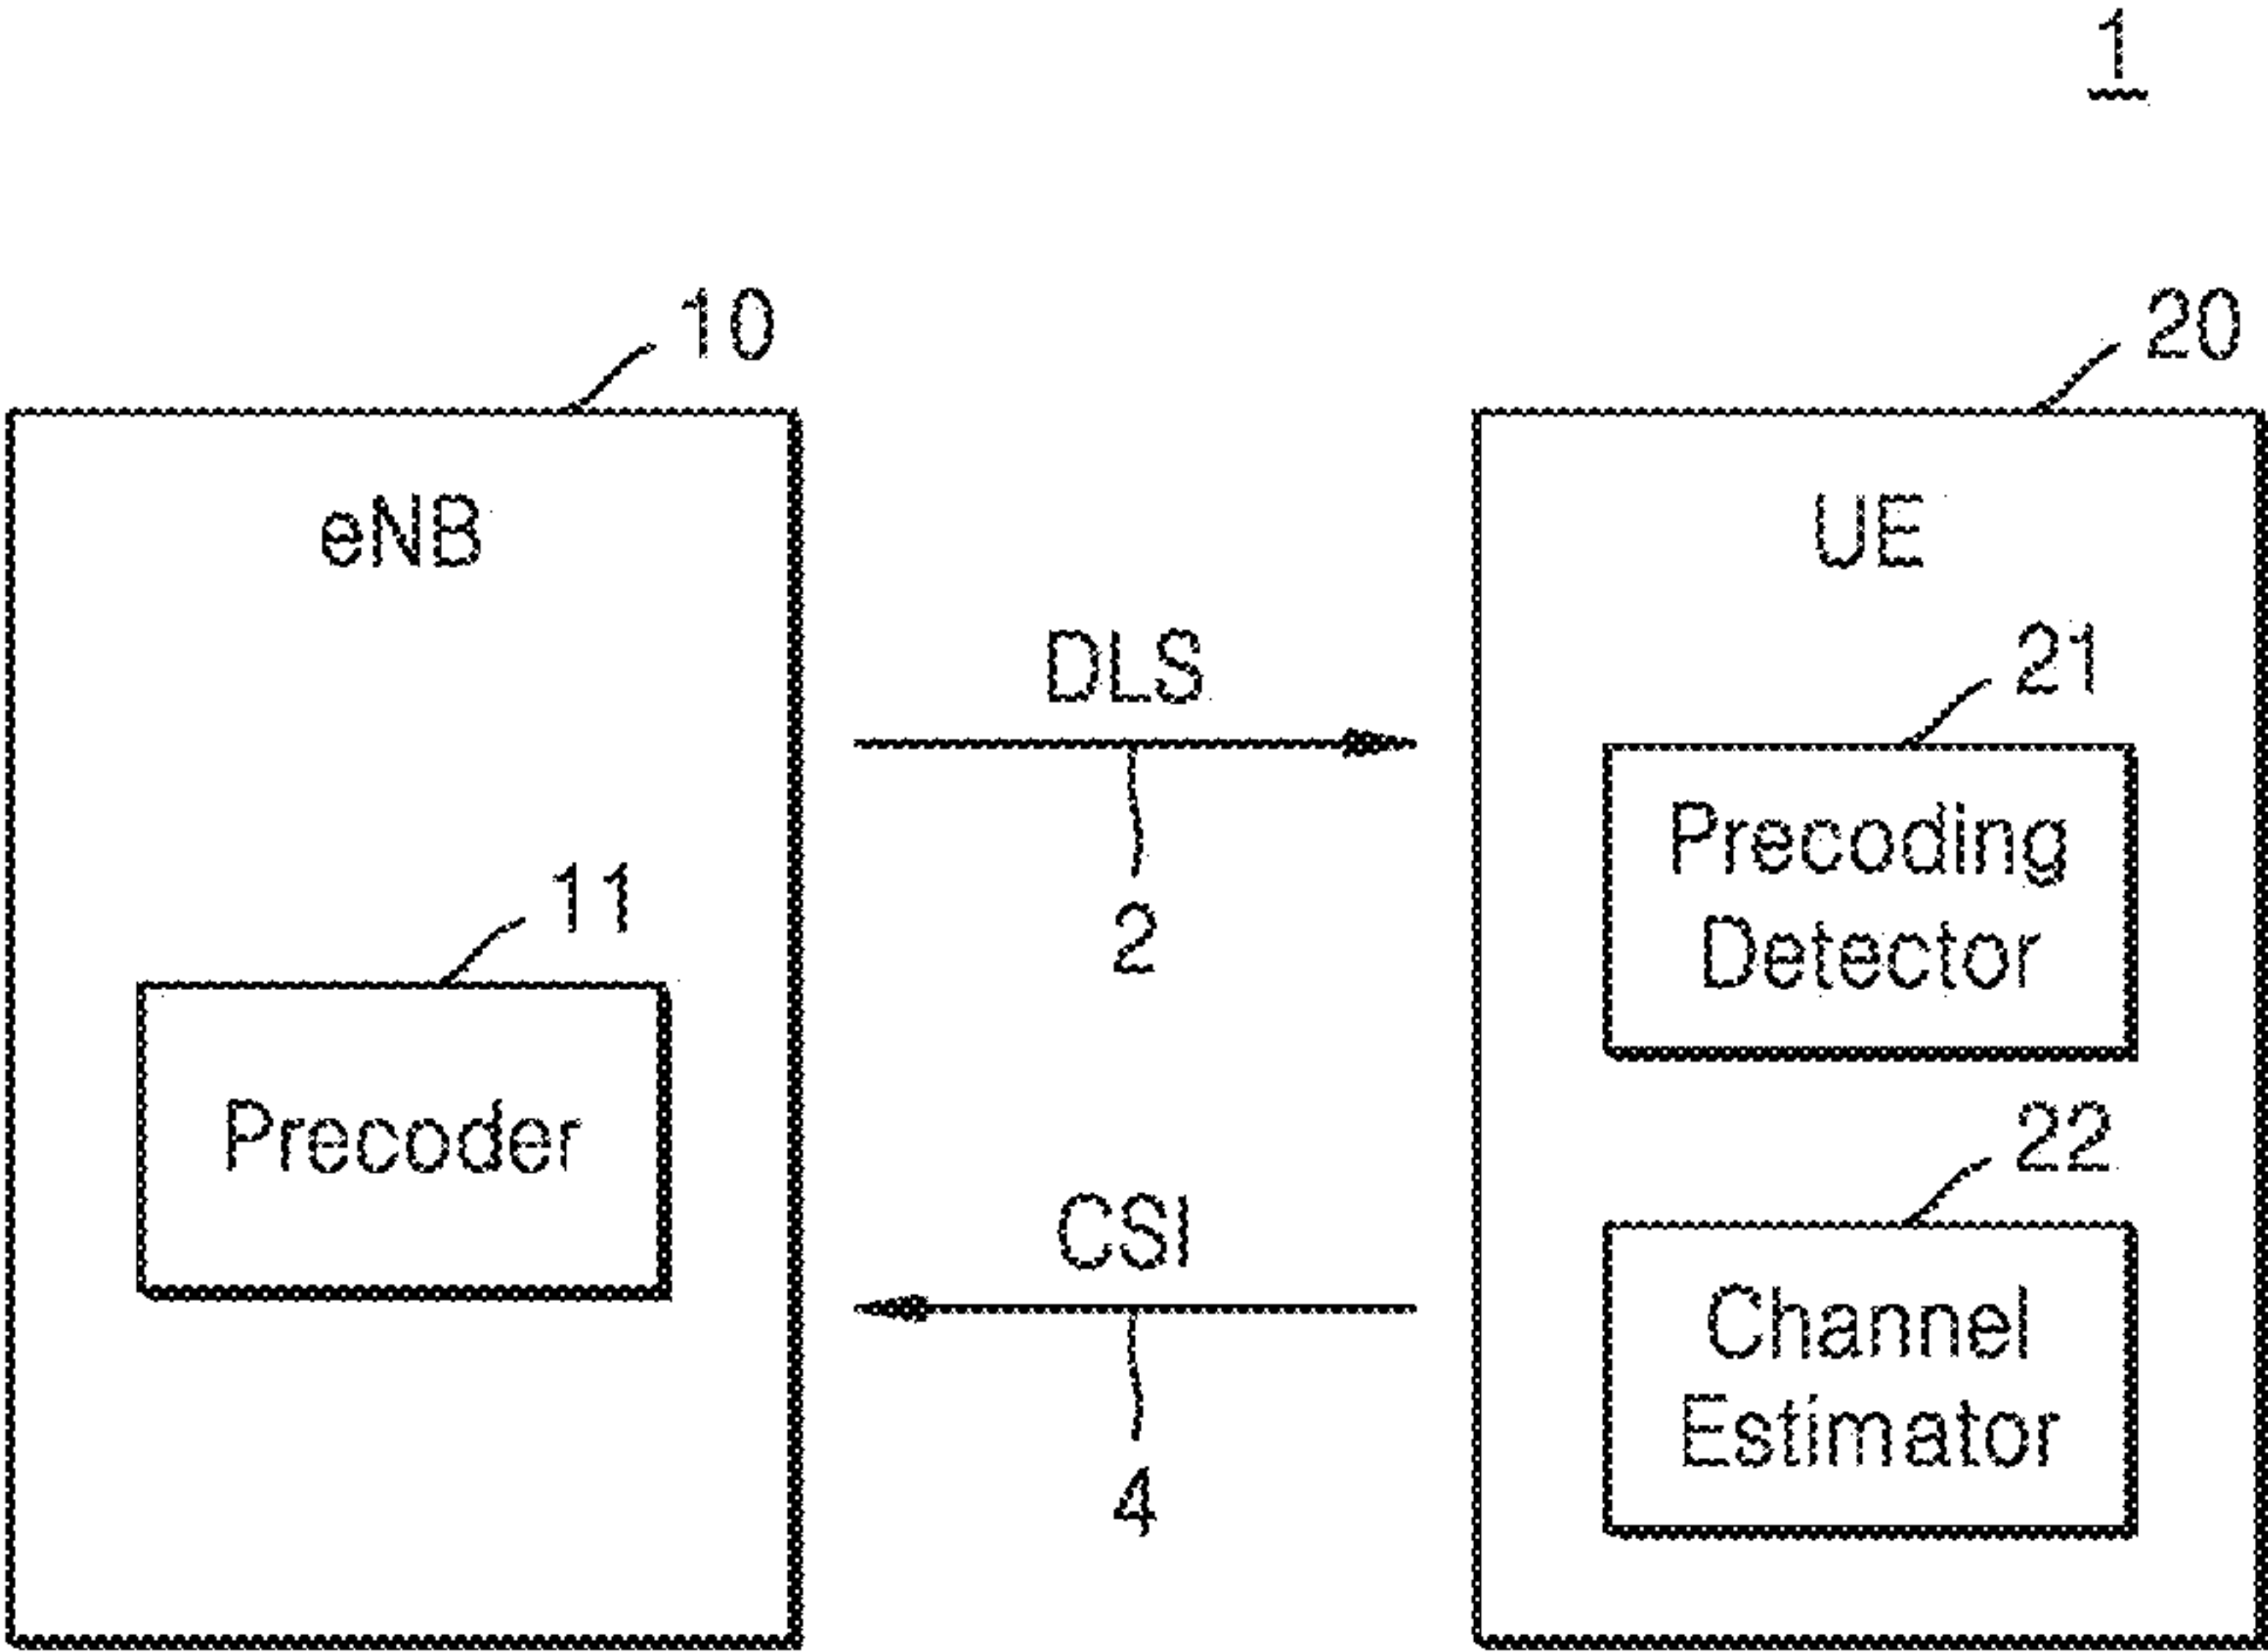 1
10
20
eNB
UE
DLS
21
Precoding
Detector
2
11
Precoder
CSI
22
Channel
Estimator
4